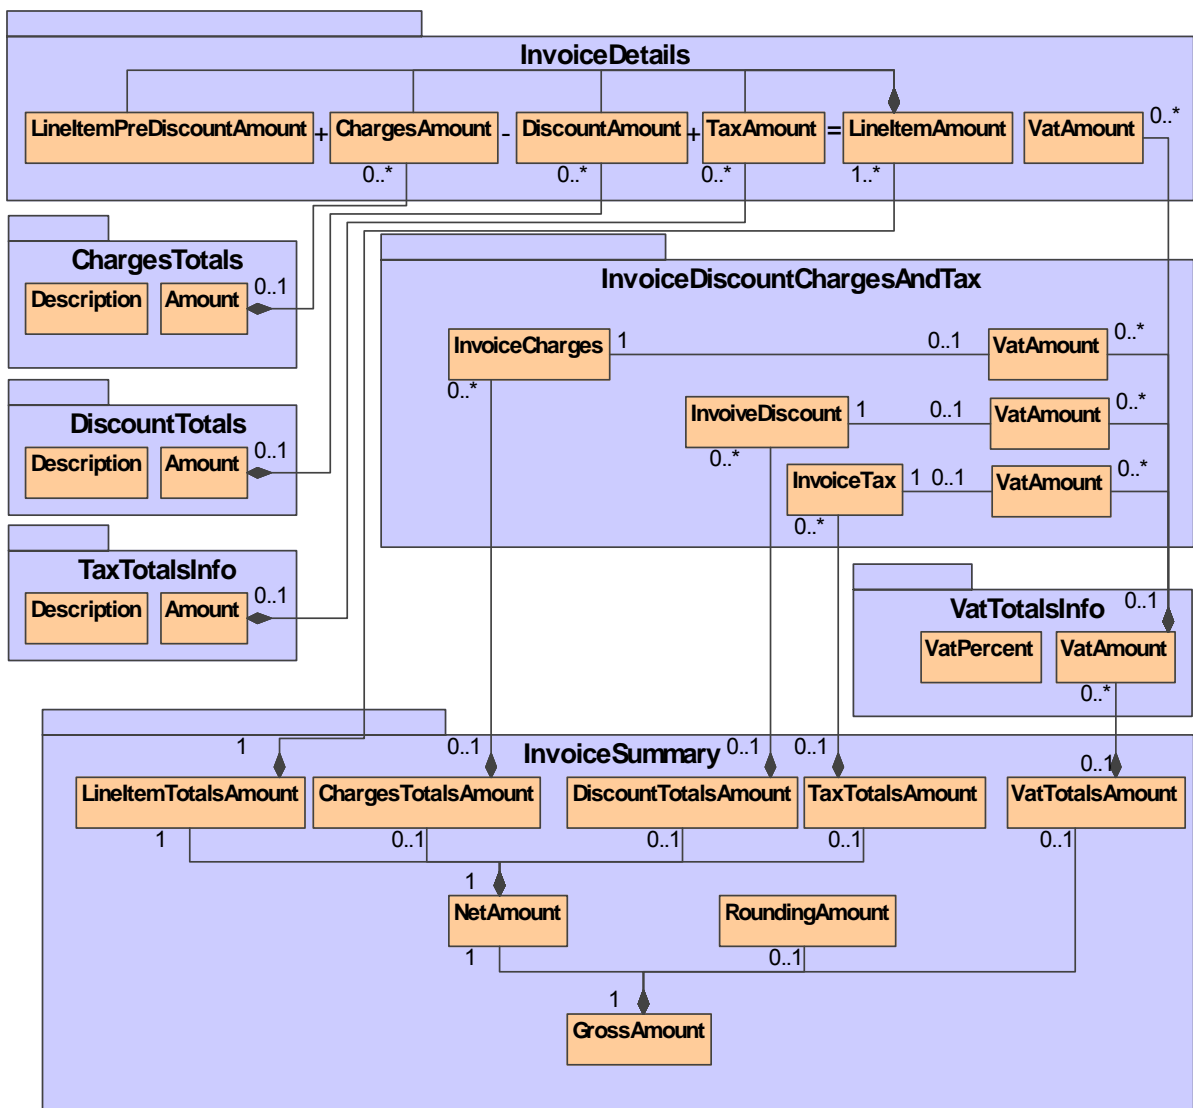 InvoiceDetails
LineItemPreDiscountAmount + ChargesAmount - DiscountAmount + TaxAmount = LineItemAmount VatAmount 0..*
0..* 0..* 0..* 1..*
ChargesTotals
Description Amount 0..1
DiscountTotals
Description Amount 0..1
TaxTotalsInfo
Description Amount 0..1
InvoiceDiscountChargesAndTax
InvoiceCharges 1 0..1 VatAmount 0..*
0..*
InvoiveDiscount 1 0..1 VatAmount 0..*
0..*
InvoiceTax 1 0..1 VatAmount 0..*
0..*
VatTotalsInfo 0..1
VatPercent VatAmount
0..*
InvoiceSummary
1 0..1 0..1 0..1 0..1
LineItemTotalsAmount ChargesTotalsAmount DiscountTotalsAmount TaxTotalsAmount VatTotalsAmount
1 0..1 0..1 0..1 0..1
1
NetAmount RoundingAmount
1 0..1
1
GrossAmount